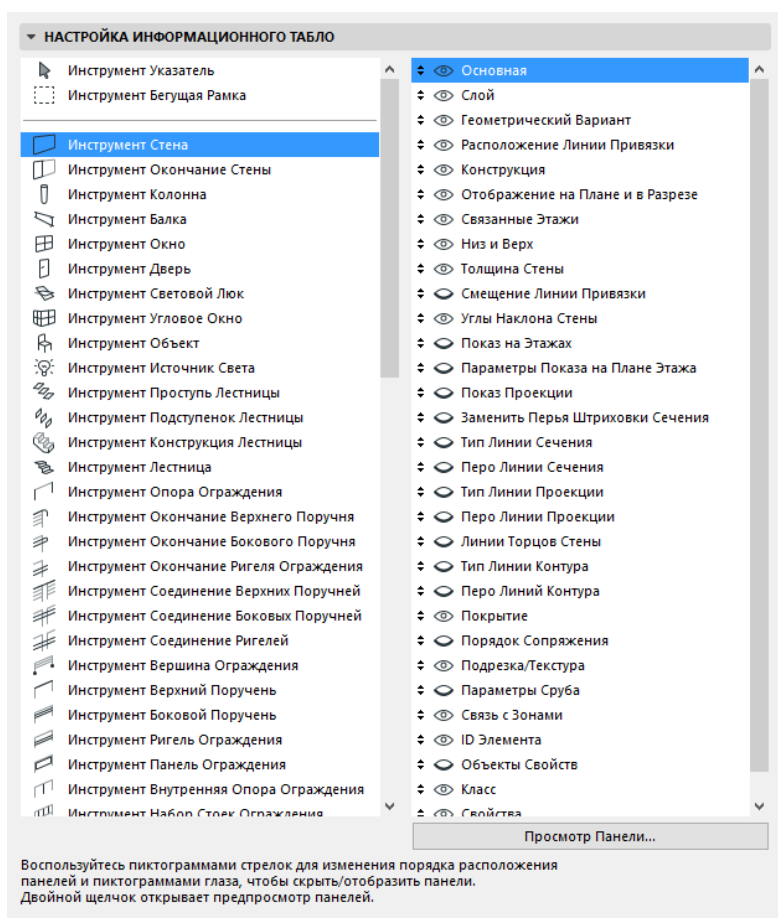 НАСТРОЙКА ИНФОРМАЦИОННОГО ТАБЛО
Инструмент Указатель
Инструмент Бегущая Рамка
Инструмент Стена
Инструмент Окончание Стены
Инструмент Колонна
Инструмент Балка
Инструмент Окно
Инструмент Дверь
Инструмент Световой Люк
Инструмент Угловое Окно
Инструмент Объект
Инструмент Источник Света
Инструмент Проступь Лестницы
Инструмент Подступенок Лестницы
Инструмент Конструкция Лестницы
Инструмент Лестница
Инструмент Опора Ограждения
Инструмент Окончание Верхнего Поручня
Инструмент Окончание Бокового Поручня
Инструмент Окончание Ригеля Ограждения
Инструмент Соединение Верхних Поручней
Инструмент Соединение Боковых Поручней
Инструмент Соединение Ригелей
Инструмент Вершина Ограждения
Инструмент Верхний Поручень
Инструмент Боковой Поручень
Инструмент Ригель Ограждения
Инструмент Панель Ограждения
Инструмент Внутренняя Опора Ограждения
Инструмент Набор Стоек Ограждения
Основная
Слой
Геометрический Вариант
Расположение Линии Привязки
Конструкция
Отображение на Плане и в Разрезе
Связанные Этажи
Низ и Верх
Толщина Стены
Смещение Линии Привязки
Углы Наклона Стены
Показ на Этажах
Параметры Показа на Плане Этажа
Показ Проекции
Заменить Перья Штриховки Сечения
Тип Линии Сечения
Перо Линии Сечения
Тип Линии Проекции
Перо Линии Проекции
Линии Торцов Стены
Тип Линии Контура
Перо Линий Контура
Покрытие
Порядок Сопряжения
Подрезка/Текстура
Параметры Сруба
Связь с Зонами
ID Элемента
Объекты Свойств
Класс
Свойства
Просмотр Панели...
Воспользуйтесь пиктограммами стрелок для изменения порядка расположения
панелей и пиктограммами глаза, чтобы скрыть/отобразить панели.
Двойной щелчок открывает предпросмотр панелей.